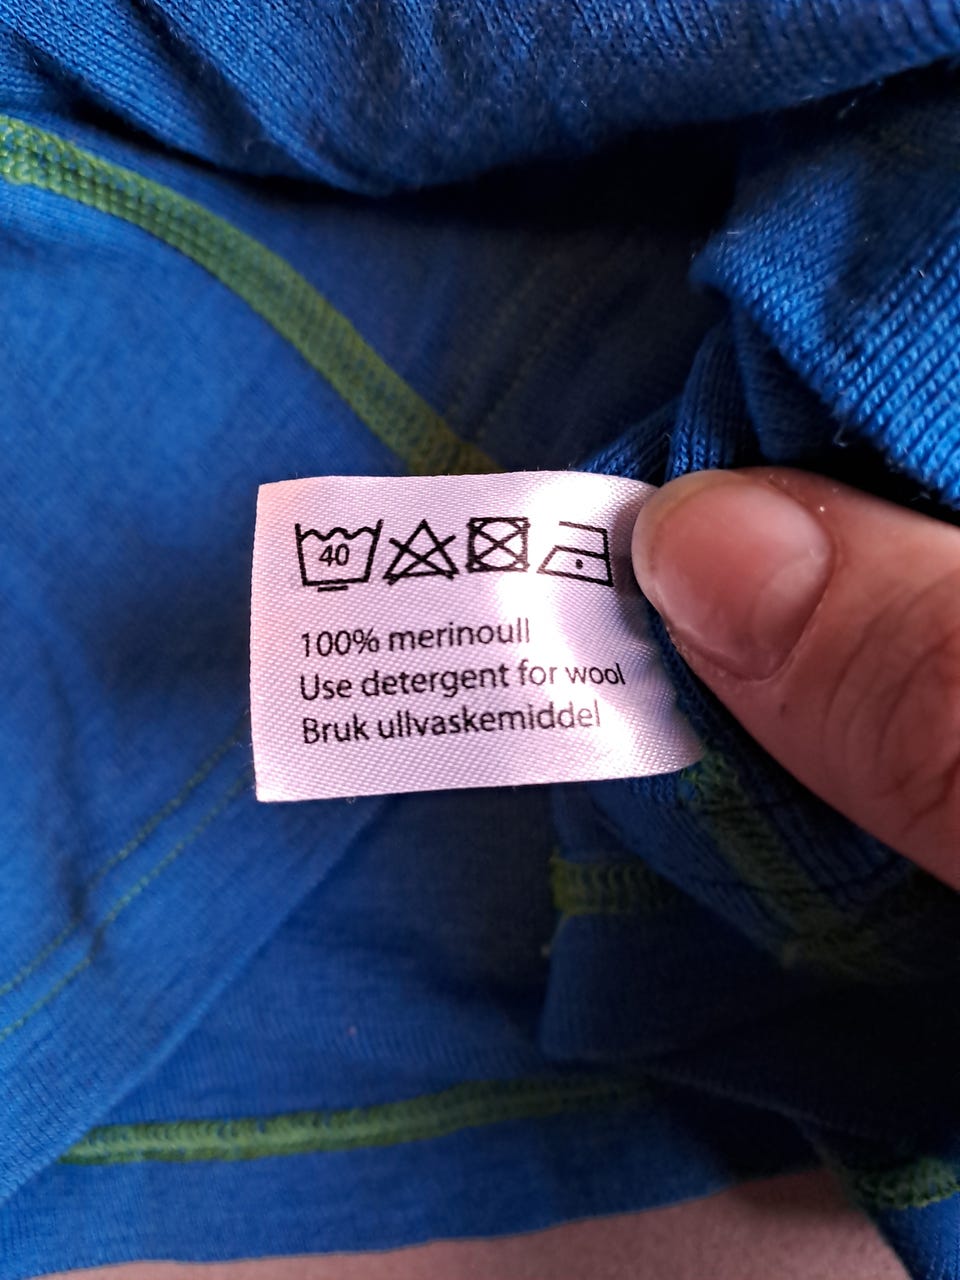 40
100% merinoull
Use detergent for wool
Bruk ullvaskemiddel